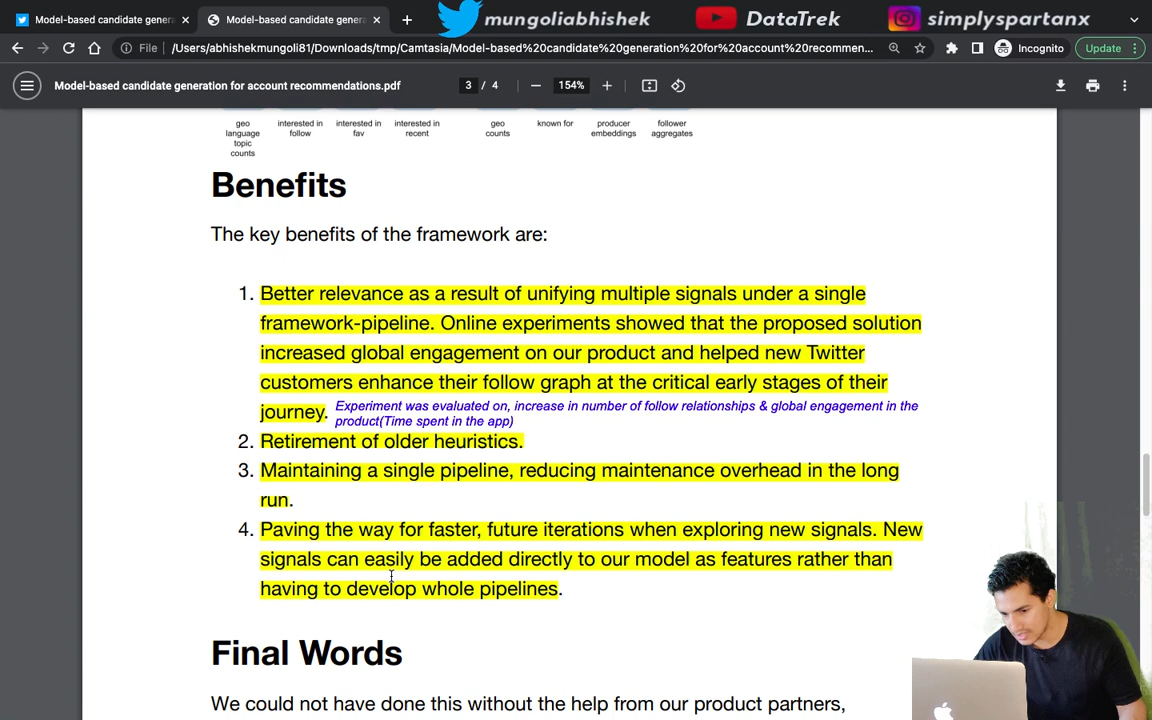 Model-based candidate genera
Model-based candidate genera
mungoliabhishek
DataTrek
simplyspartanx
File
/Users/abhishekmungoli81/Downloads/tmp/Camtasia/Model-based%20candidate%20generation%20for%20account%20recommen...
Incognito
Update
Model-based candidate generation for account recommendations.pdf
3 / 4
154%
geo
language
topic
counts
interested in
follow
interested in
fav
interested in
recent
geo
counts
known for
producer
embeddings
follower
aggregates
Benefits
The key benefits of the framework are:
1. Better relevance as a result of unifying multiple signals under a single
framework-pipeline. Online experiments showed that the proposed solution
increased global engagement on our product and helped new Twitter
customers enhance their follow graph at the critical early stages of their
journey. Experiment was evaluated on, increase in number of follow relationships & global engagement in the
product(Time spent in the app)
2. Retirement of older heuristics.
3. Maintaining a single pipeline, reducing maintenance overhead in the long
run.
4. Paving the way for faster, future iterations when exploring new signals. New
signals can easily be added directly to our model as features rather than
having to develop whole pipelines.
Final Words
We could not have done this without the help from our product partners,